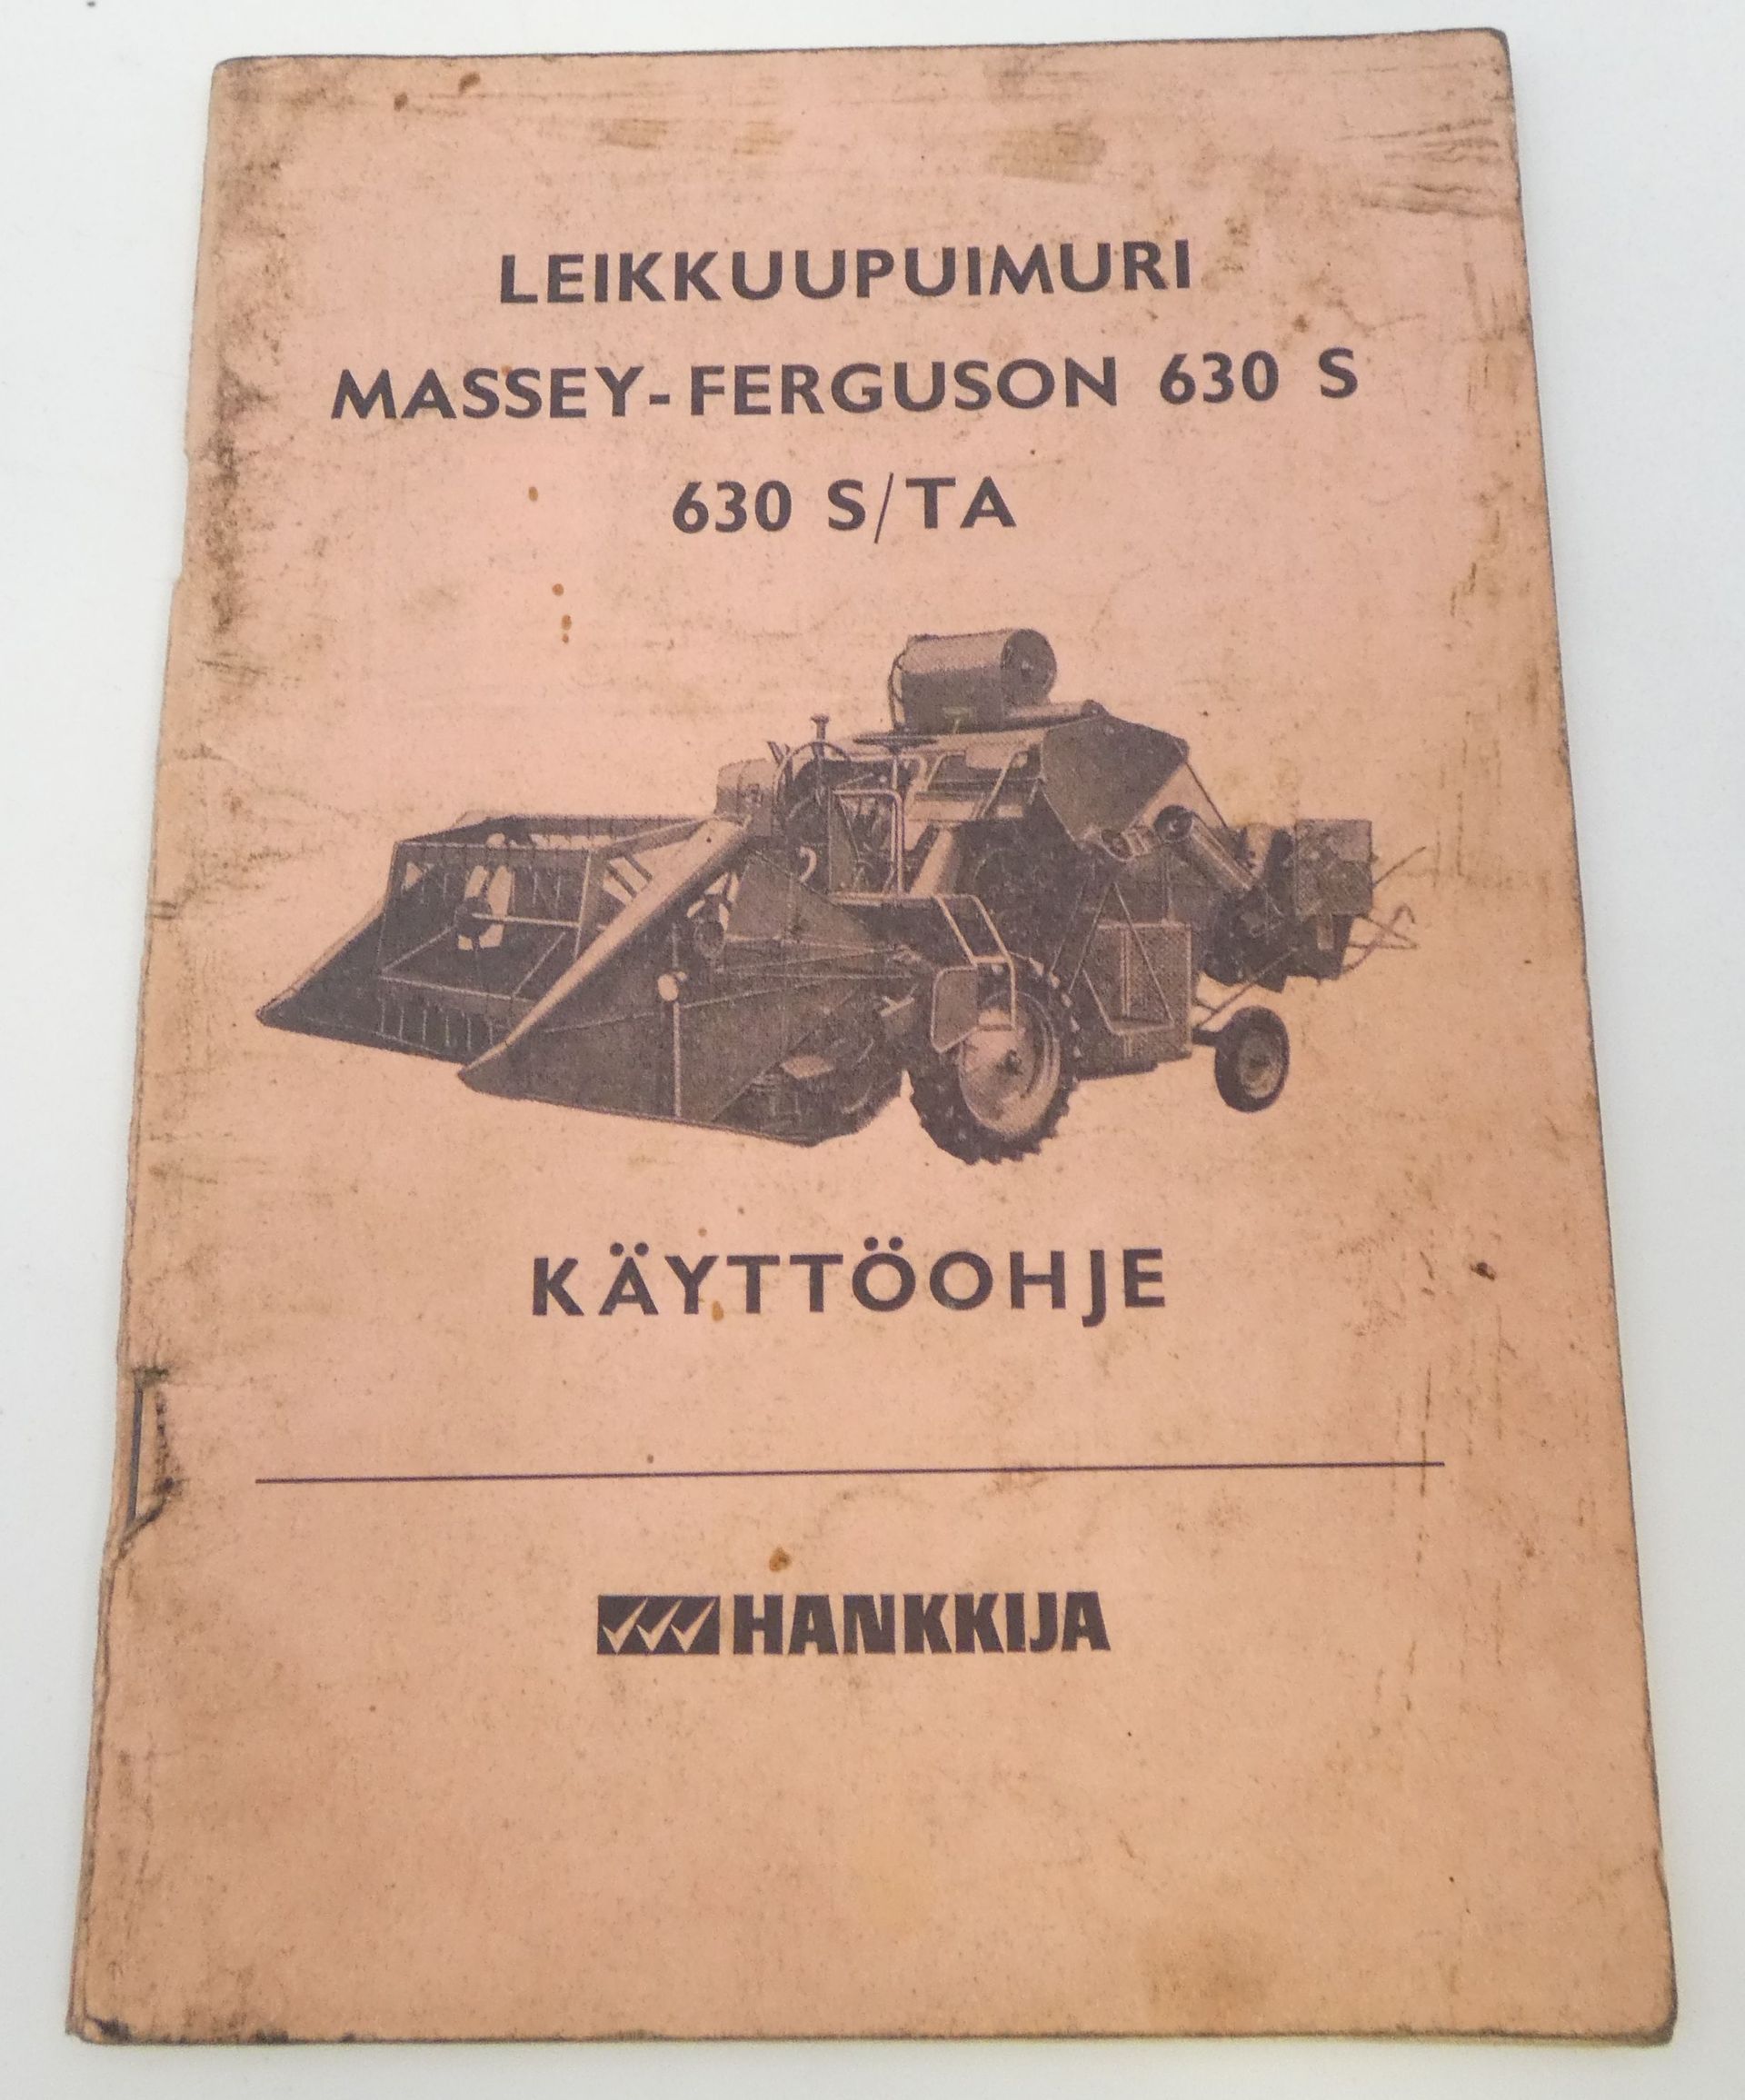 LEIKKUUPUIMURI
MASSEY-FERGUSON 630 S
630 S/TA
KÄYTTÖOHJE
HANKKIJA